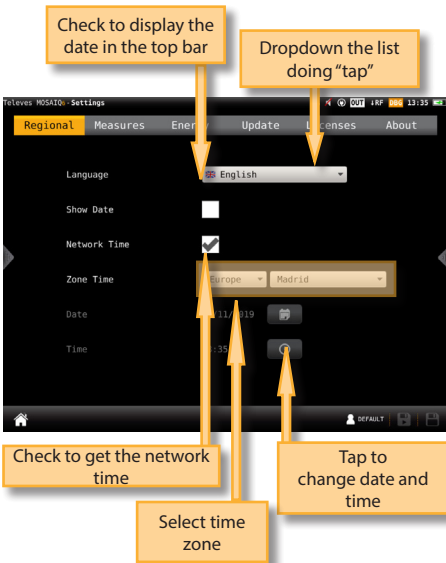 Check to display the
date in the top bar
Dropdown the list
doing “tap”
Televes MOSAIQ6-Settings
OUT RF 13:35
Regional Measures Update About
Language English
Show Date
Network Time
Zone Time Madrid
Date
Time
DEFAULT
Check to get the network
time
Tap to
change date and
time
Select time
zone